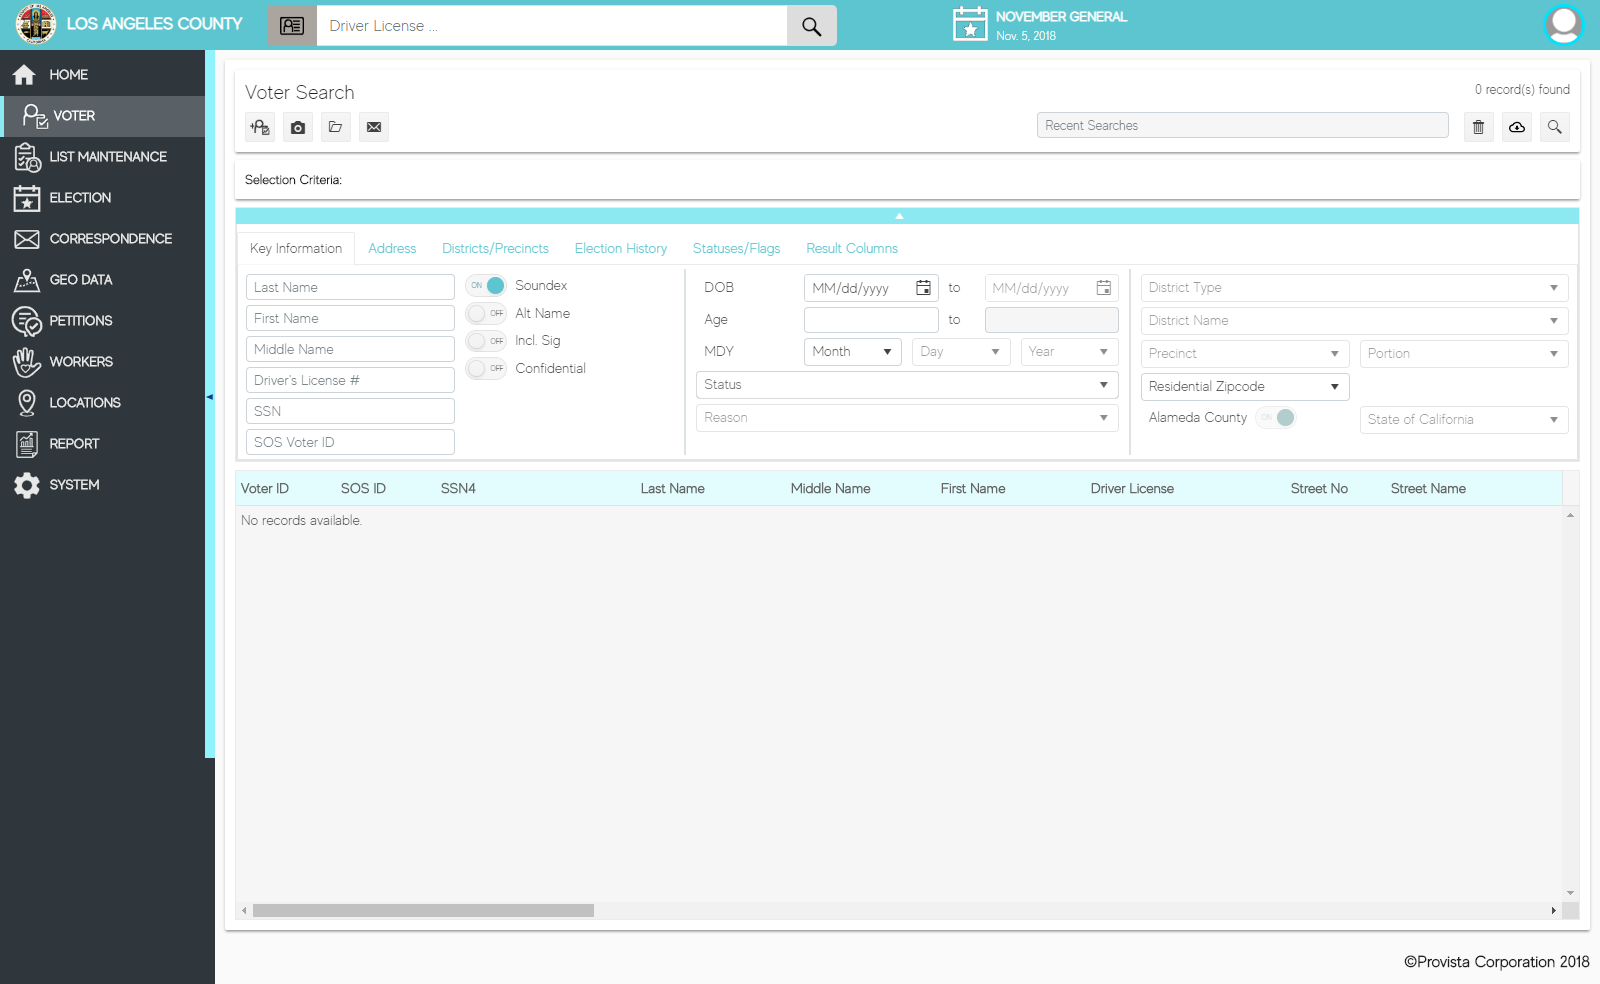 LOS ANGELES COUNTY
Driver License ...
NOVEMBER GENERAL
Nov. 5, 2018
HOME
VOTER
LIST MAINTENANCE
ELECTION
CORRESPONDENCE
GEO DATA
PETITIONS
WORKERS
LOCATIONS
REPORT
SYSTEM
Voter Search
0 record(s) found
Recent Searches
Selection Criteria:
Key Information Address Districts/Precincts Election History Statuses/Flags Result Columns
Last Name
First Name
Middle Name
Driver's License #
SSN
SOS Voter ID
ON Soundex
OFF Alt Name
OFF Incl. Sig
OFF Confidential
DOB MM/dd/yyyy to MM/dd/yyyy
Age to
MDY Month Day Year
Status
Reason
District Type
District Name
Precinct Portion
Residential Zipcode
Alameda County ON State of California
Voter ID SOS ID SSN4 Last Name Middle Name First Name Driver License Street No Street Name
No records available.
©Provista Corporation 2018